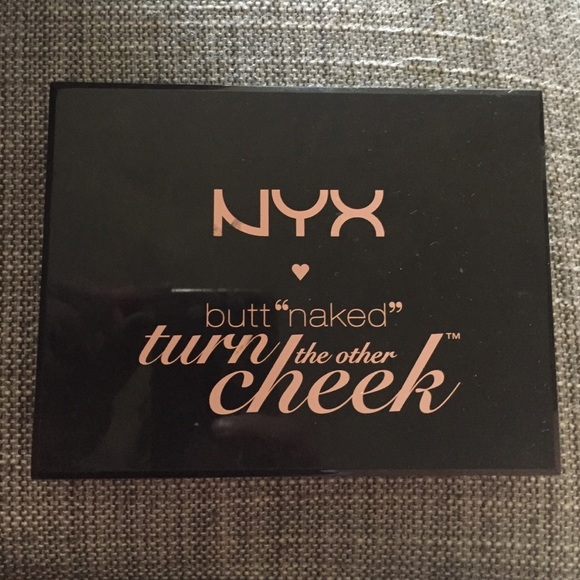 NYX
butt “naked”
turn the other
cheek™